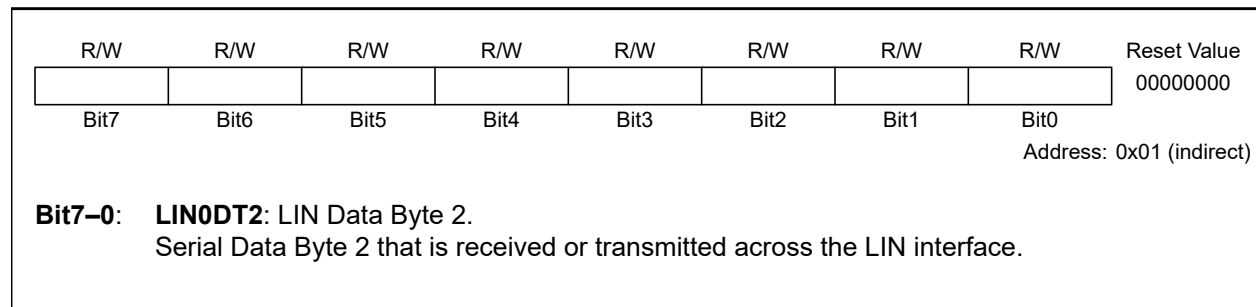 R/W R/W R/W R/W R/W R/W R/W R/W Reset Value
00000000
Bit7 Bit6 Bit5 Bit4 Bit3 Bit2 Bit1 Bit0
Address: 0x01 (indirect)
Bit7–0: LIN0DT2: LIN Data Byte 2.
Serial Data Byte 2 that is received or transmitted across the LIN interface.